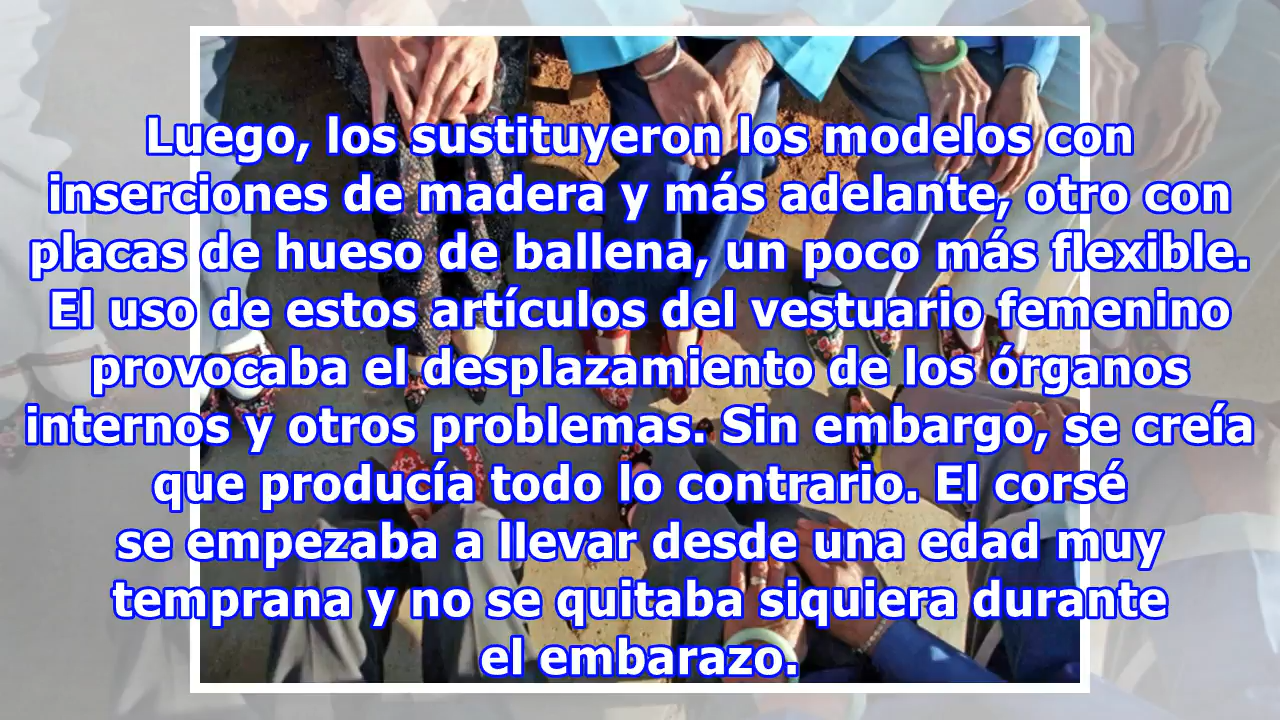 Luego, los sustituyeron los modelos con
inserciones de madera y más adelante, otro con
placas de hueso de ballena, un poco más flexible.
El uso de estos artículos del vestuario femenino
provocaba el desplazamiento de los órganos
internos y otros problemas. Sin embargo, se creía
que producía todo lo contrario. El corsé
se empezaba a llevar desde una edad muy
temprana y no se quitaba siquiera durante
el embarazo.